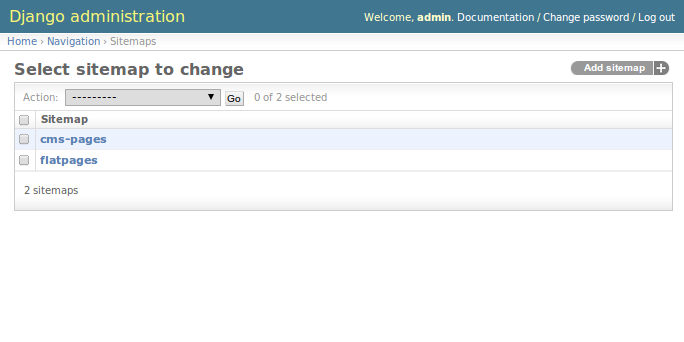 Django administration
Welcome, admin. Documentation / Change password / Log out
Home › Navigation › Sitemaps
Select sitemap to change
Add sitemap +
Action: --------- Go 0 of 2 selected
Sitemap
cms-pages
flatpages
2 sitemaps